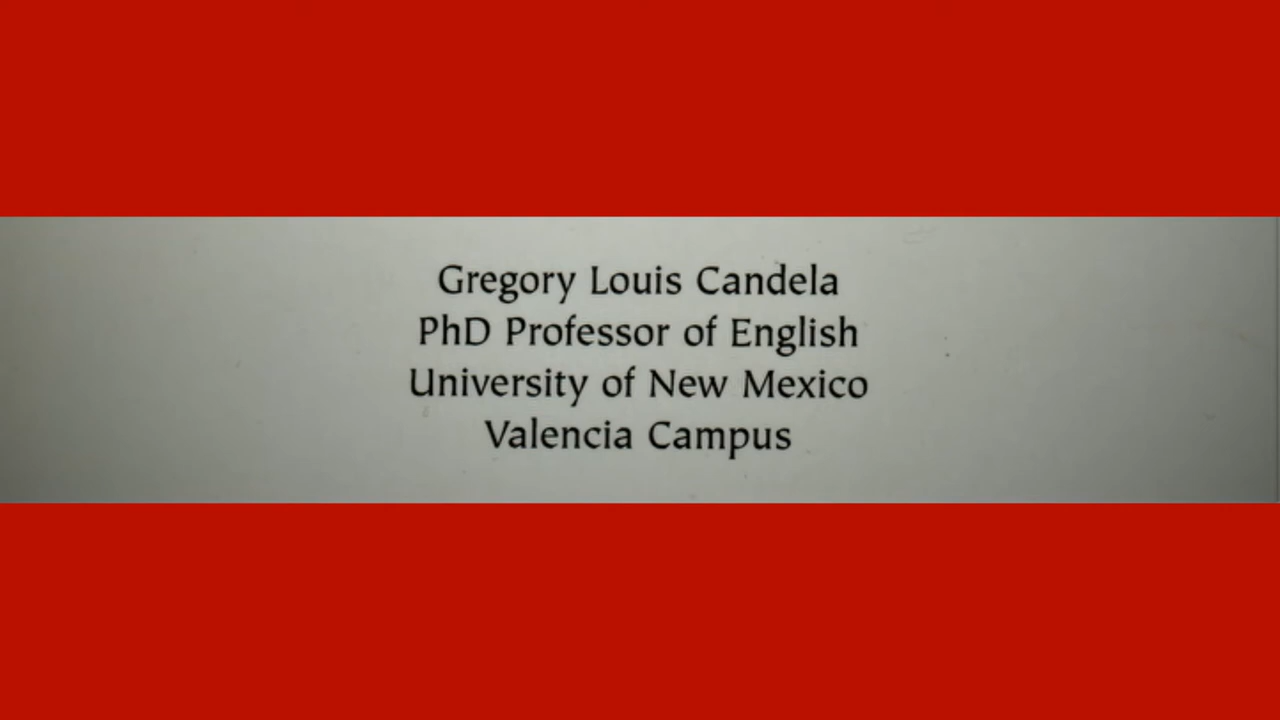 Gregory Louis Candela
PhD Professor of English
University of New Mexico
Valencia Campus